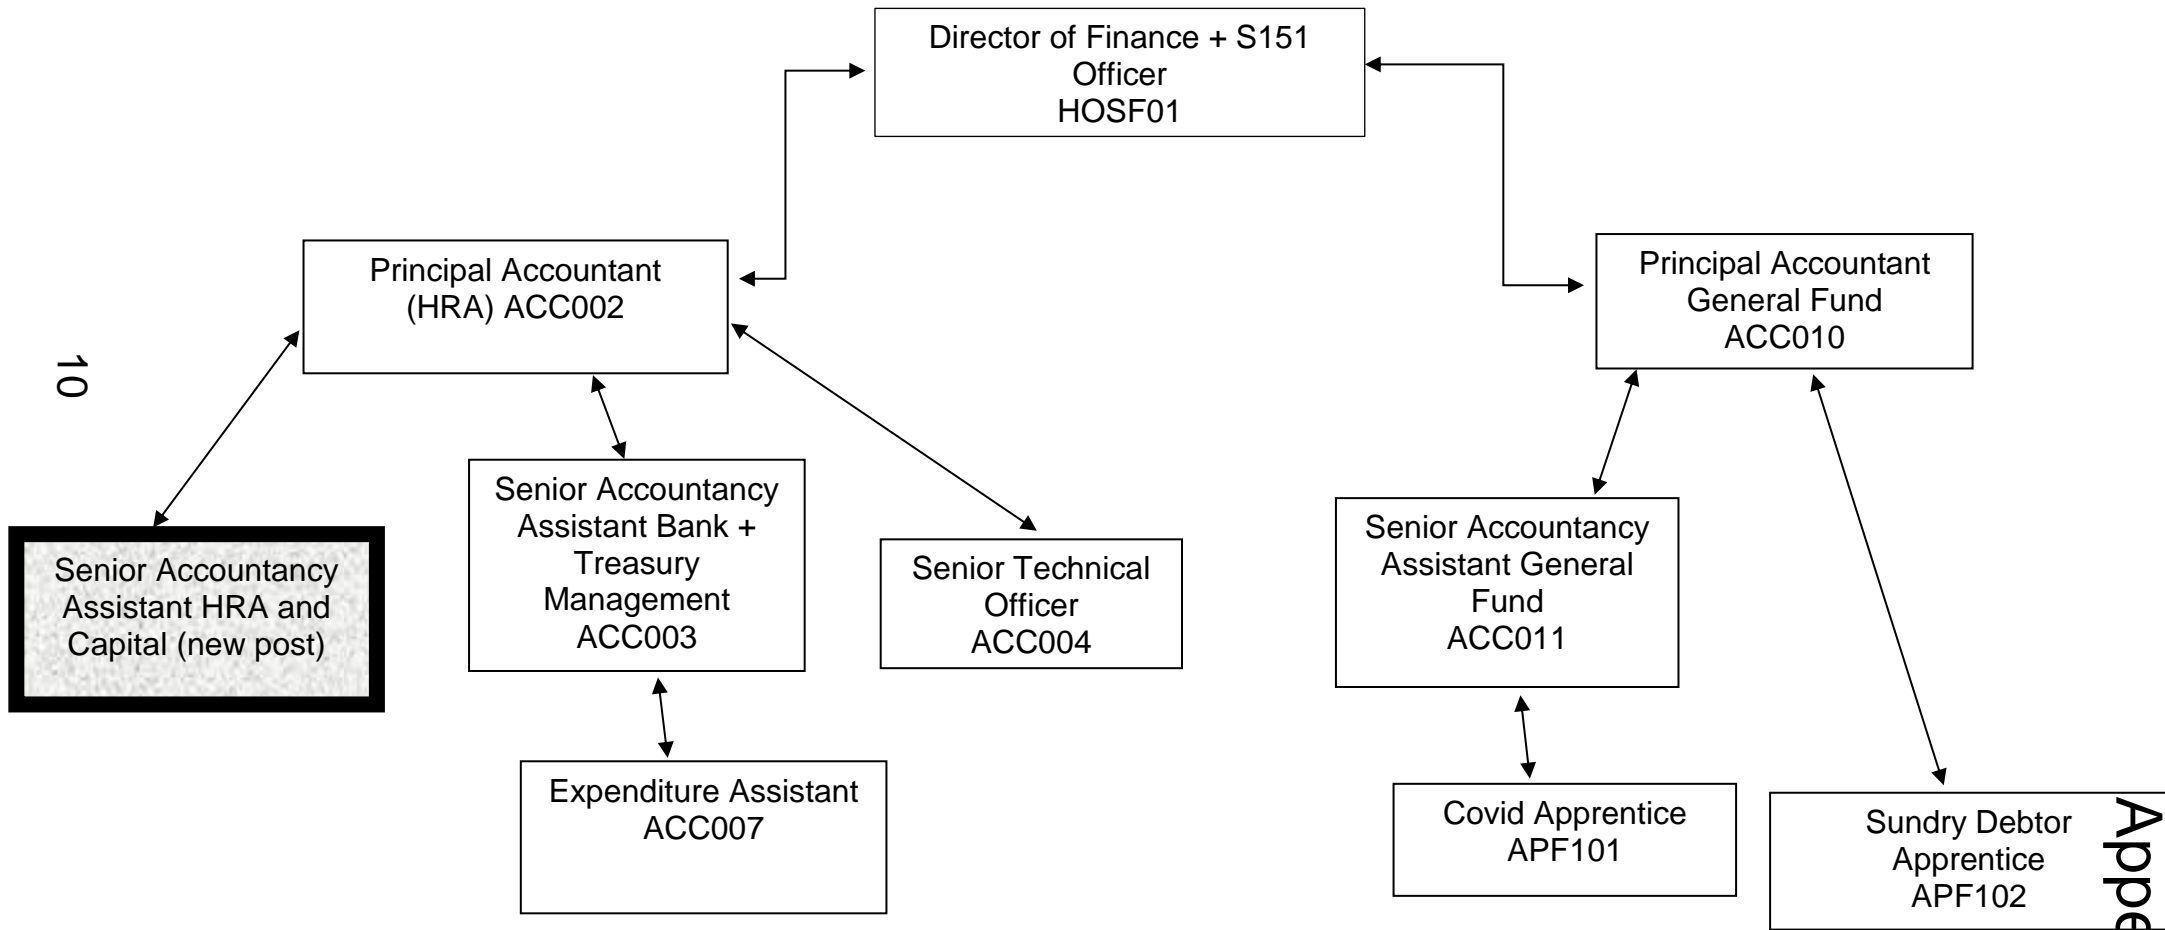 Director of Finance + S151
Officer
HOSF01
Principal Accountant
(HRA) ACC002
Principal Accountant
General Fund
ACC010
10
Senior Accountancy
Assistant HRA and
Capital (new post)
Senior Accountancy
Assistant Bank +
Treasury
Management
ACC003
Senior Technical
Officer
ACC004
Senior Accountancy
Assistant General
Fund
ACC011
Expenditure Assistant
ACC007
Covid Apprentice
APF101
Sundry Debtor
Apprentice
APF102